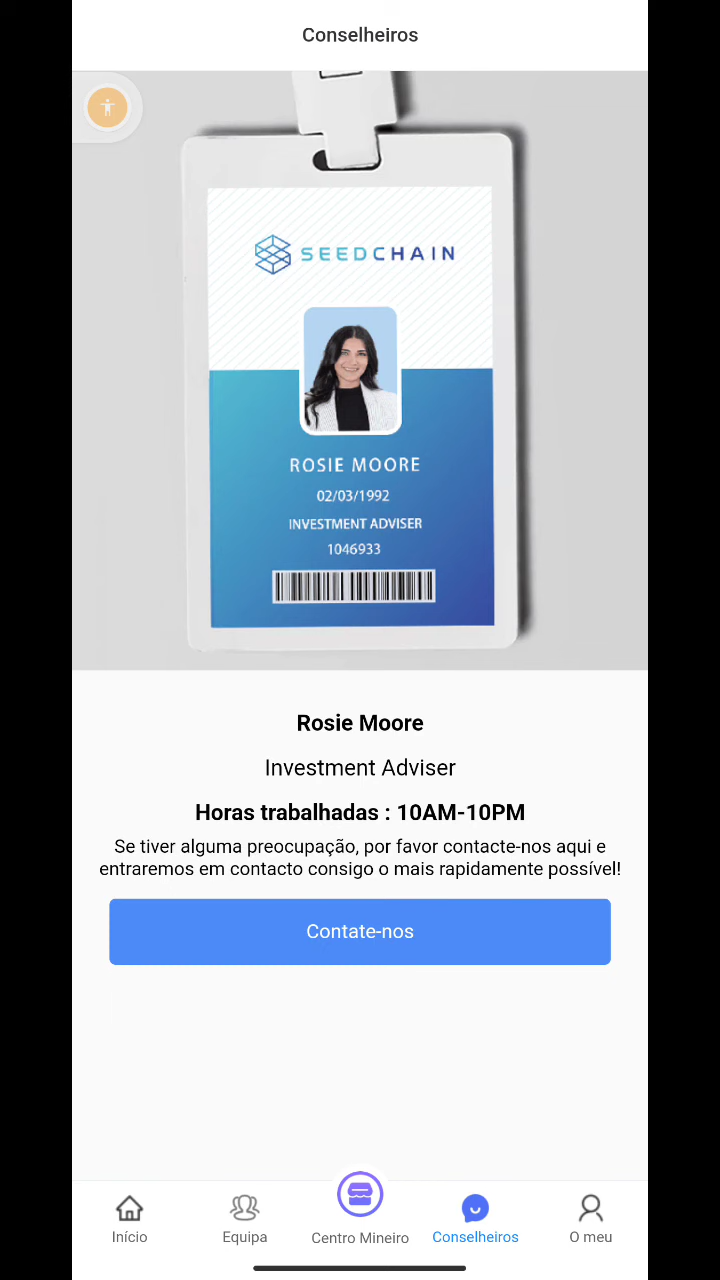 Conselheiros
SEEDCHAIN
ROSIE MOORE
02/03/1992
INVESTMENT ADVISER
1046933
Rosie Moore
Investment Adviser
Horas trabalhadas : 10AM-10PM
Se tiver alguma preocupação, por favor contacte-nos aqui e
entraremos em contacto consigo o mais rapidamente possível!
Contate-nos
Início
Equipa
Centro Mineiro
Conselheiros
O meu